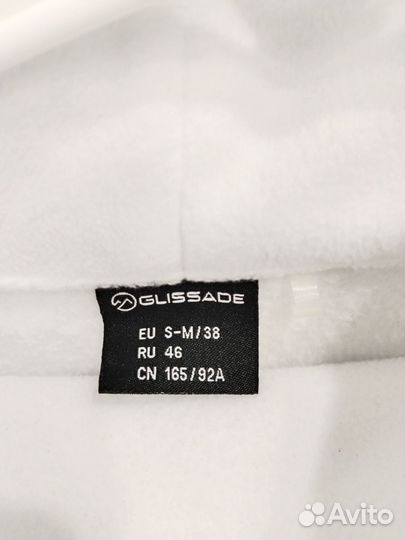 GLISSADE
EU S-M/38
RU 46
CN 165/92A
Avito